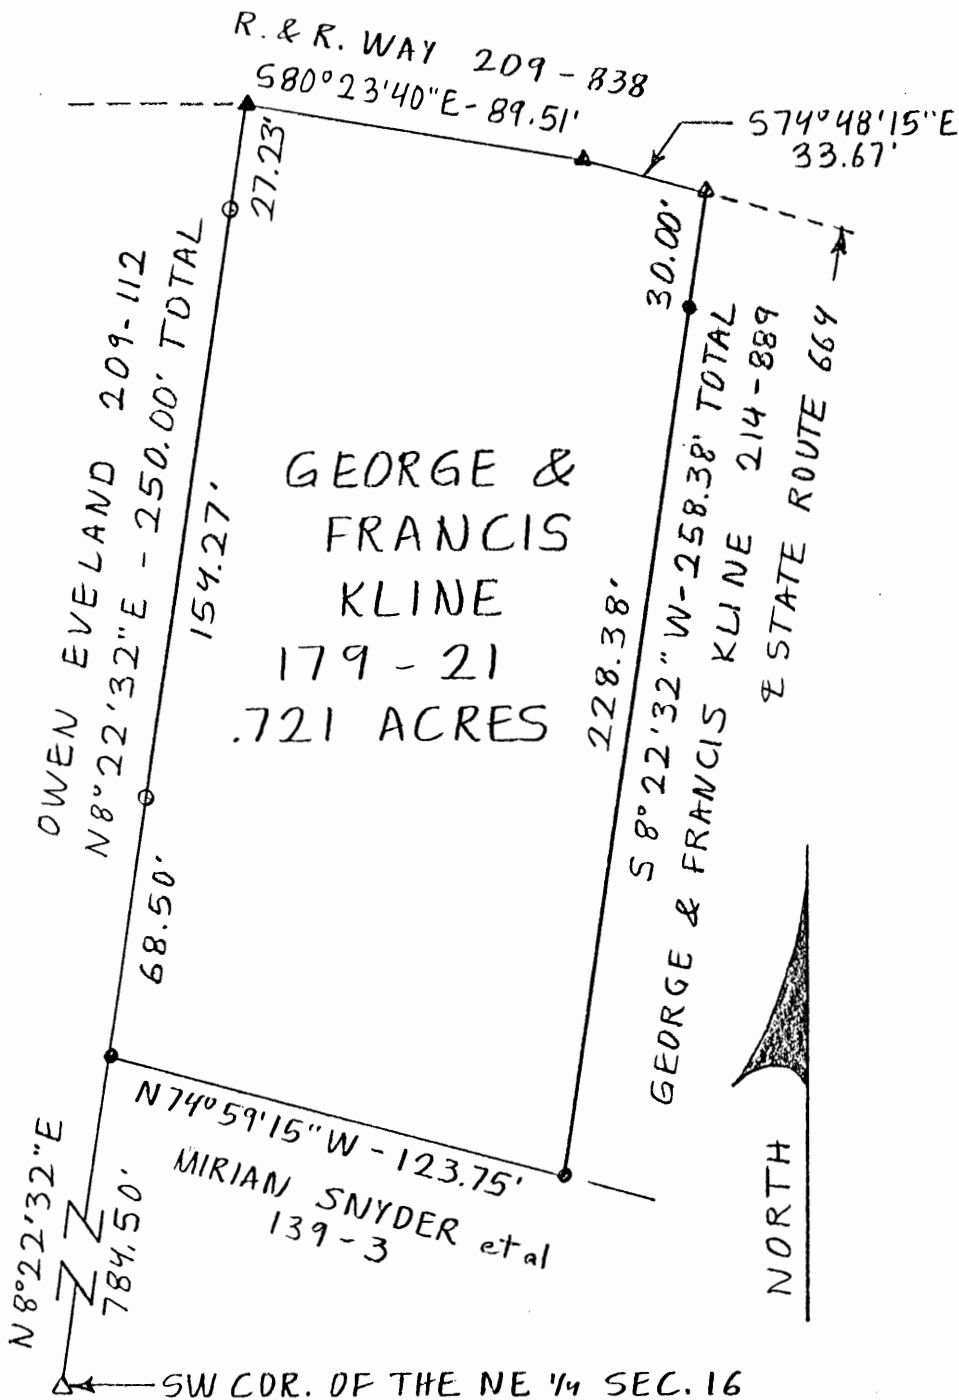 R. & R. WAY 209-838
S80°23'40"E-89.51'
S74°48'15"E
33.67'
27.23'
30.00'
OWEN EVELAND 209-112
N8°22'32"E - 250.00' TOTAL
154.27'
68.50'
GEORGE &
FRANCIS
KLINE
179 - 21
.721 ACRES
228.38'
S 8°22'32" W-258.38' TOTAL
GEORGE & FRANCIS KLINE 214-889
℄ STATE ROUTE 664
N 74°59'15" W - 123.75'
MIRIAN SNYDER et al
139-3
N8°22'32"E
784.50'
NORTH
SW COR. OF THE NE 1/4 SEC. 16